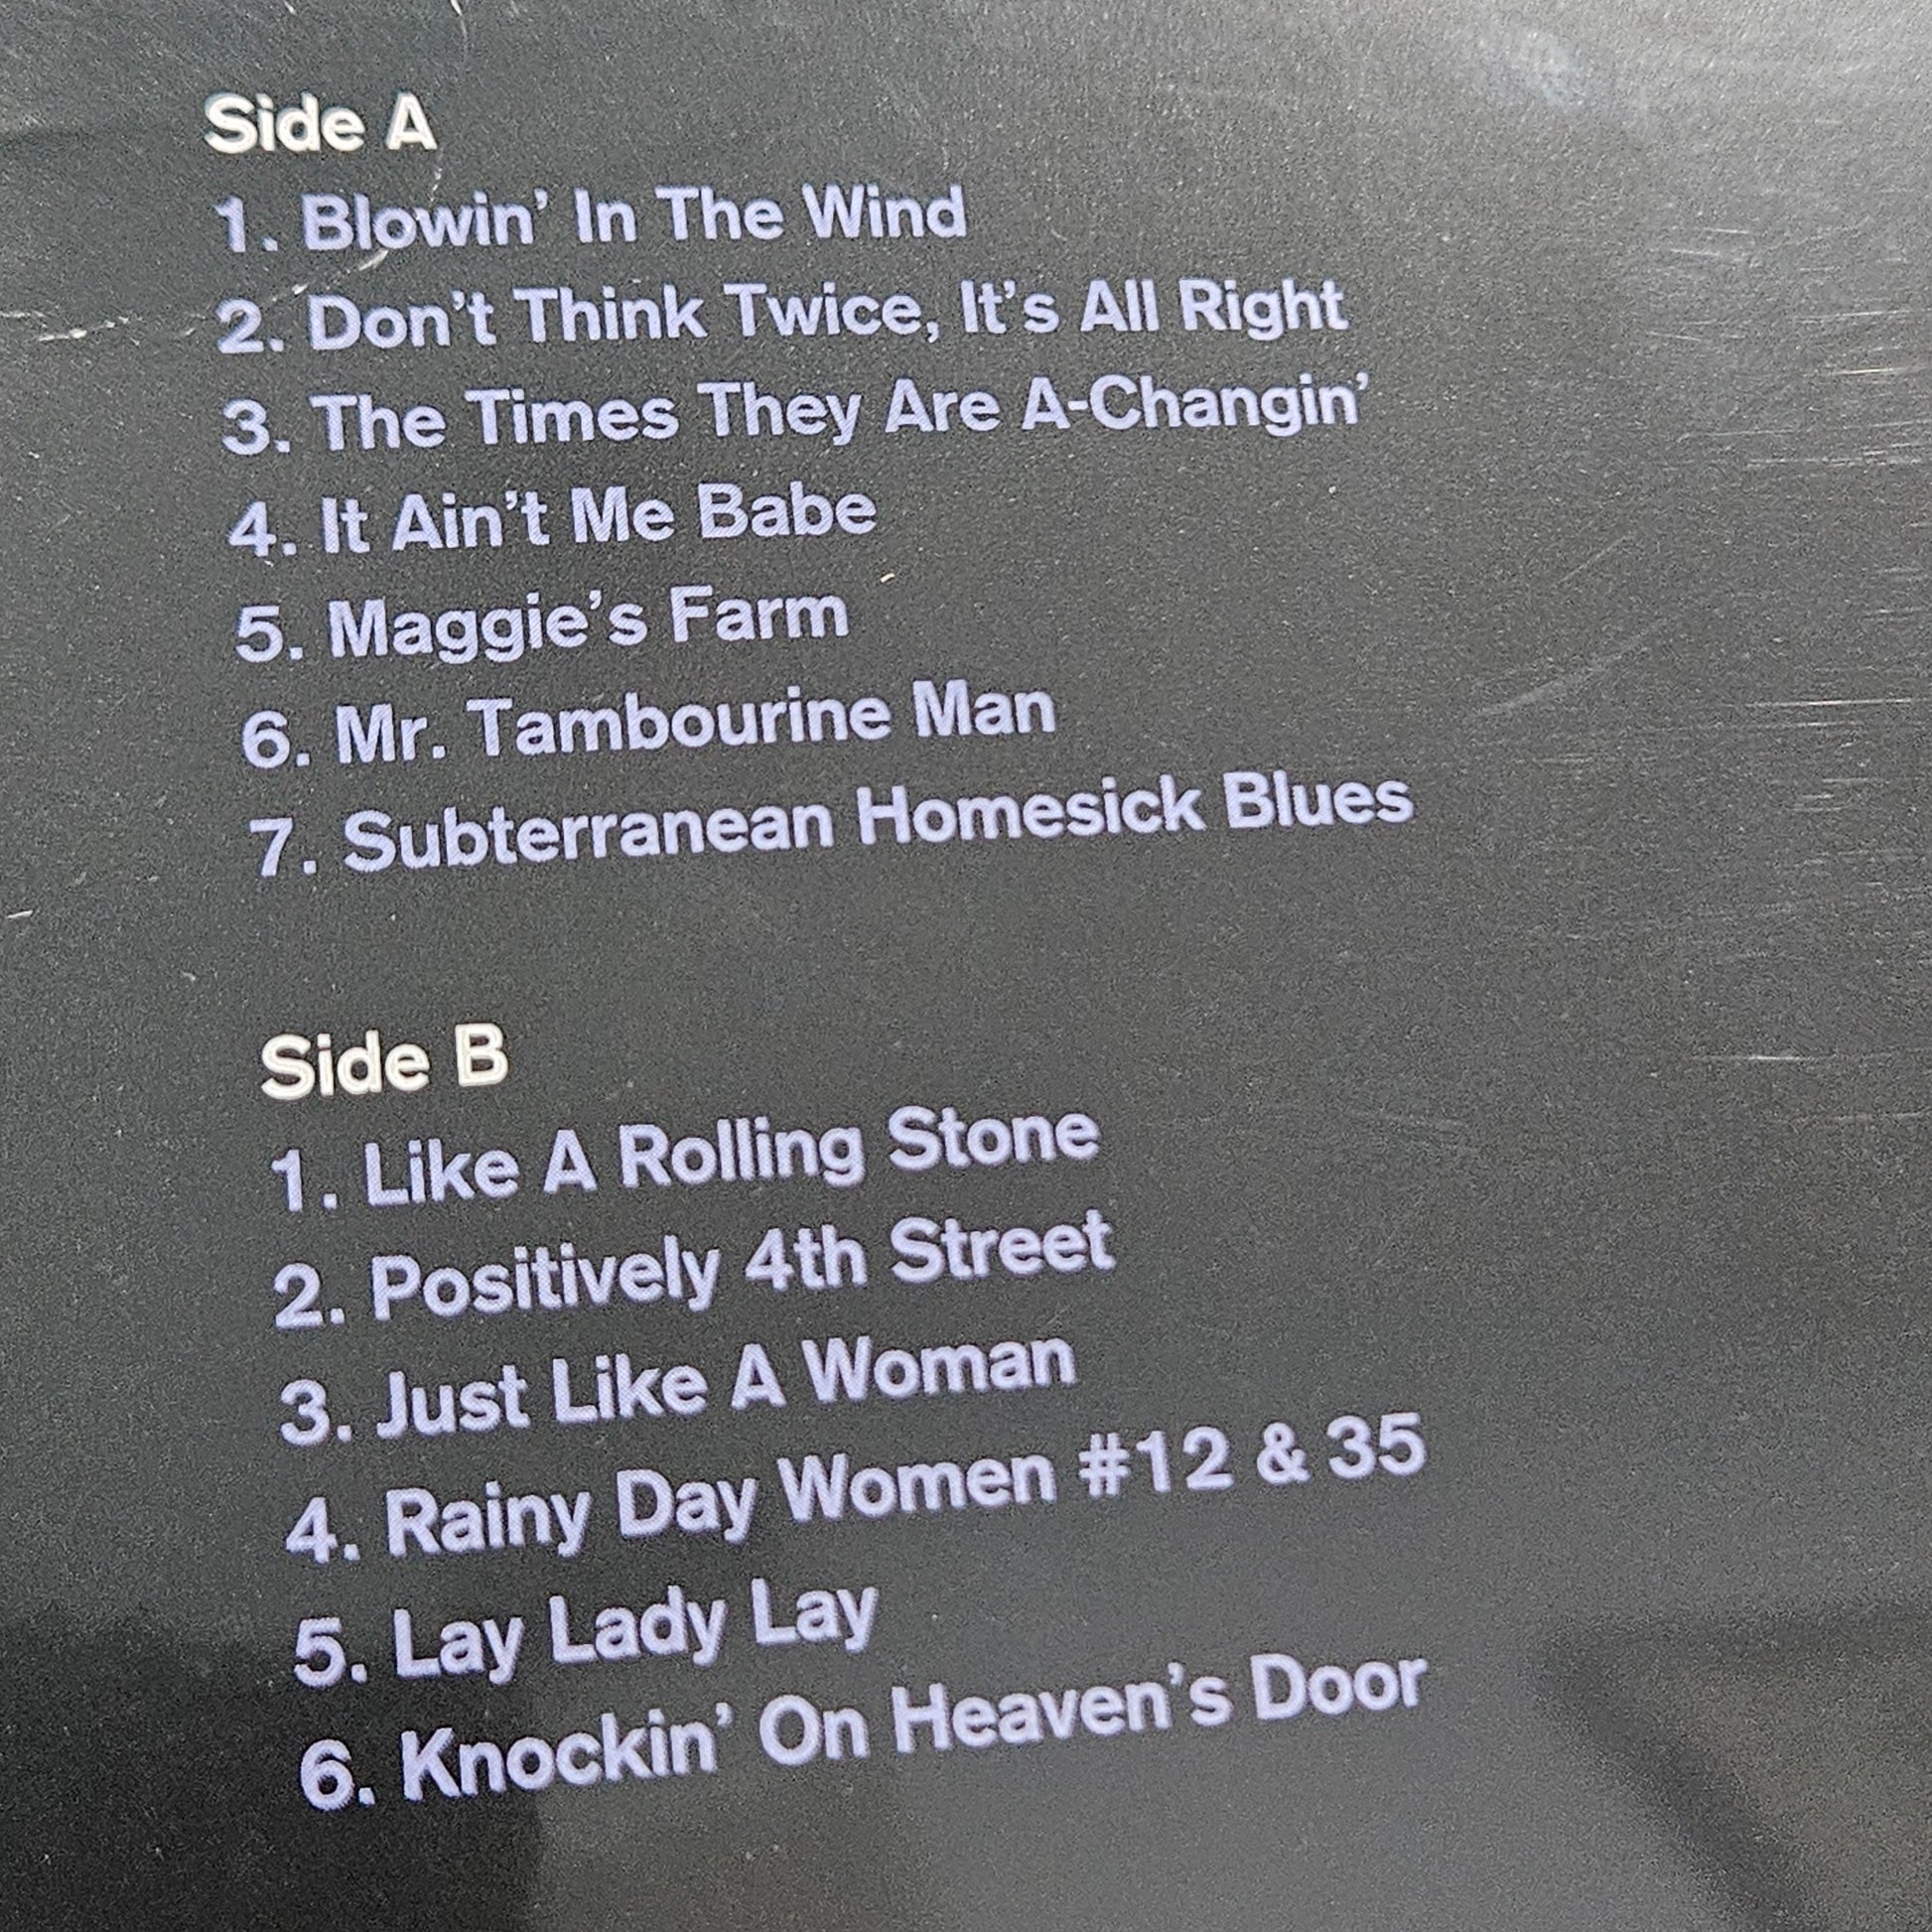 Side A
1. Blowin’ In The Wind
2. Don’t Think Twice, It’s All Right
3. The Times They Are A-Changin’
4. It Ain’t Me Babe
5. Maggie’s Farm
6. Mr. Tambourine Man
7. Subterranean Homesick Blues
Side B
1. Like A Rolling Stone
2. Positively 4th Street
3. Just Like A Woman
4. Rainy Day Women #12 & 35
5. Lay Lady Lay
6. Knockin’ On Heaven’s Door